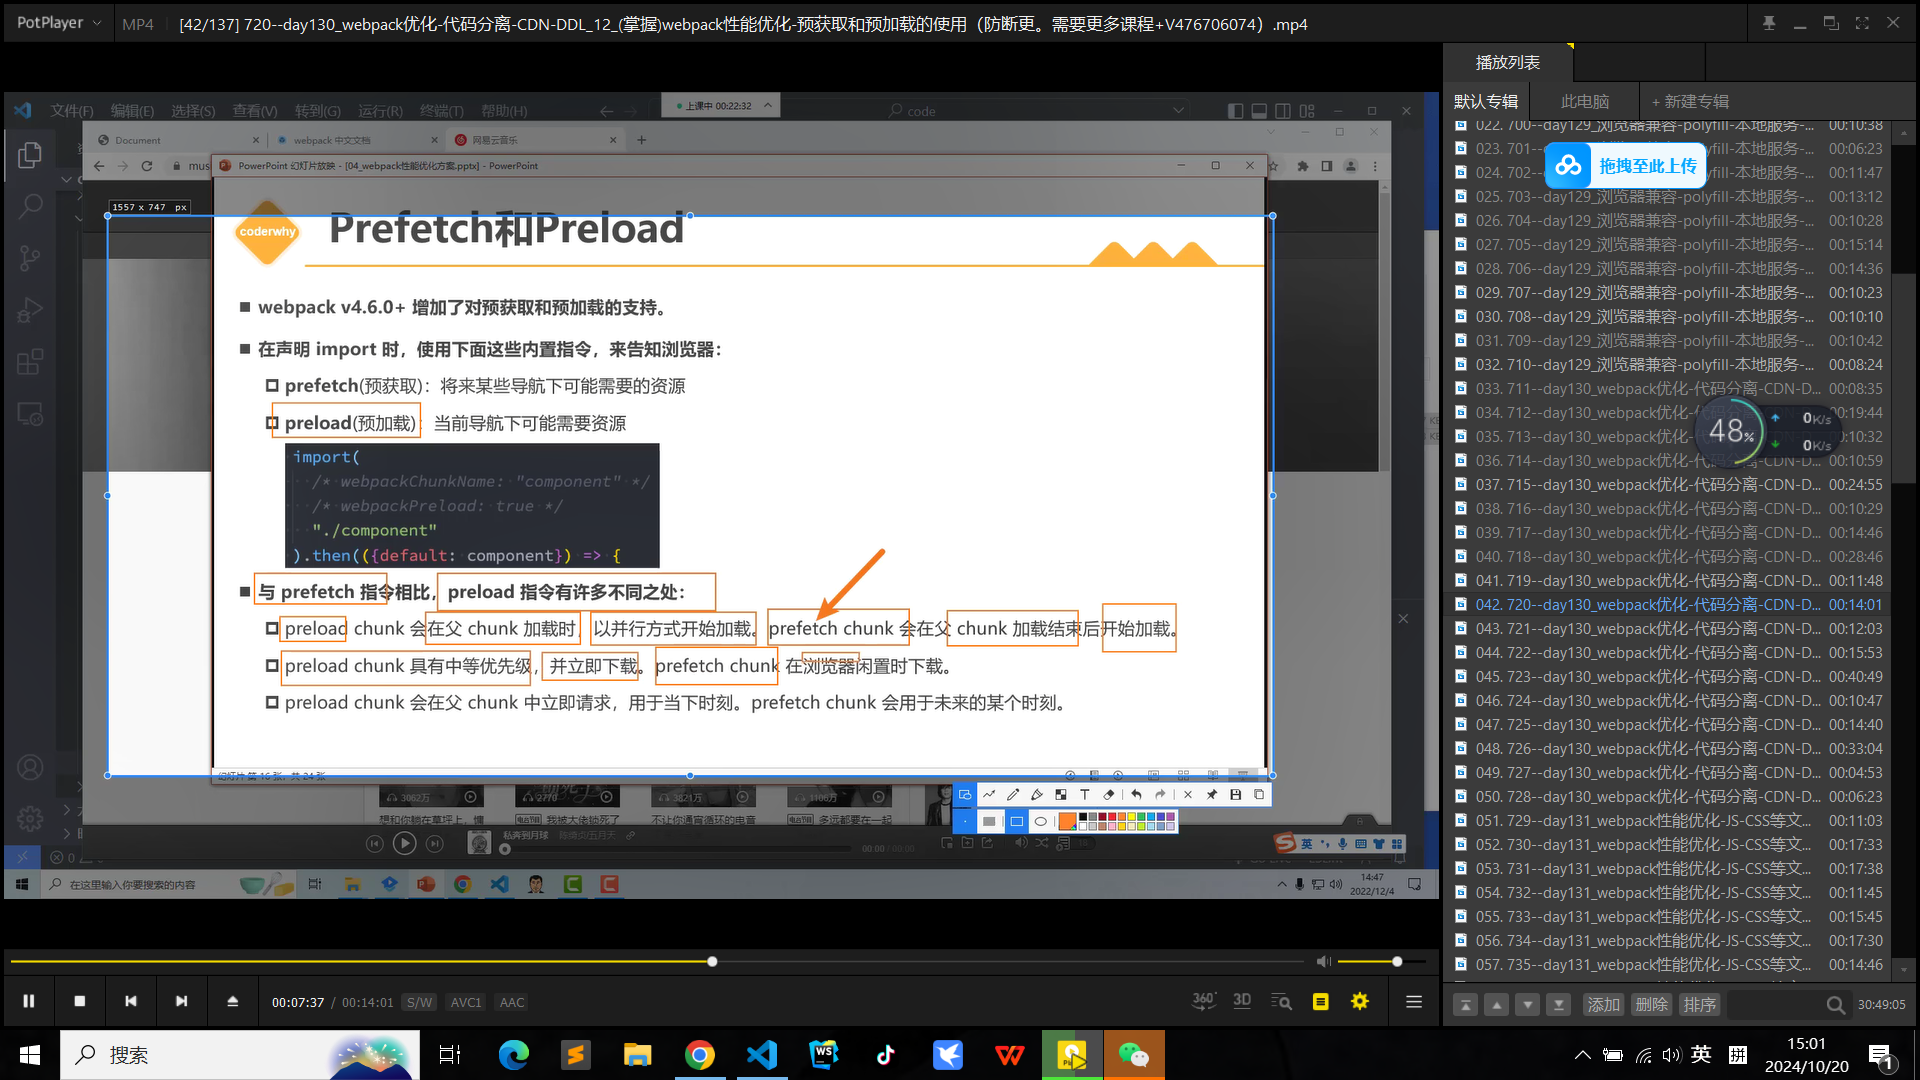 PotPlayer
MP4
[42/137] 720--day130_webpack优化-代码分离-CDN-DDL_12_(掌握)webpack性能优化-预获取和预加载的使用（防断更。需要更多课程+V476706074）.mp4
文件(F) 编辑(E) 选择(S) 查看(V) 转到(G) 运行(R) 终端(T) 帮助(H)
上课中 00:22:32
code
Document
webpack 中文文档
网易云音乐
mus
PowerPoint 幻灯片放映 - [04_webpack性能优化方案.pptx] - PowerPoint
1557 x 747 px
coderwhy
Prefetch和Preload
webpack v4.6.0+ 增加了对预获取和预加载的支持。
在声明 import 时，使用下面这些内置指令，来告知浏览器：
prefetch(预获取)：将来某些导航下可能需要的资源
preload(预加载)：当前导航下可能需要资源
import(
/* webpackChunkName: "component" */
/* webpackPreload: true */
"./component"
).then(({default: component}) => {
与 prefetch 指令相比，preload 指令有许多不同之处：
preload chunk 会在父 chunk 加载时，以并行方式开始加载。prefetch chunk 会在父 chunk 加载结束后开始加载。
preload chunk 具有中等优先级，并立即下载。prefetch chunk 在浏览器闲置时下载。
preload chunk 会在父 chunk 中立即请求，用于当下时刻。prefetch chunk 会用于未来的某个时刻。
3062万
2770
3821万
1106万
想和你躺在草坪上，慵
我被大佬锁死了
不让你通宵循环的电音
多远都要在一起
私奔到月球
00:00 / 00:00
英
在这里输入你要搜索的内容
14:47
2022/12/4
00:07:37 / 00:14:01 S/W AVC1 AAC
360°
3D
播放列表
默认专辑
此电脑
+ 新建专辑
022. 700--day129_浏览器兼容-polyfill-本地服务-... 00:10:38
023. 701-- 00:06:23
拖拽至此上传
024. 702-- 00:11:47
025. 703--day129_浏览器兼容-polyfill-本地服务-... 00:13:12
026. 704--day129_浏览器兼容-polyfill-本地服务-... 00:10:28
027. 705--day129_浏览器兼容-polyfill-本地服务-... 00:15:14
028. 706--day129_浏览器兼容-polyfill-本地服务-... 00:14:36
029. 707--day129_浏览器兼容-polyfill-本地服务-... 00:10:23
030. 708--day129_浏览器兼容-polyfill-本地服务-... 00:10:10
031. 709--day129_浏览器兼容-polyfill-本地服务-... 00:10:42
032. 710--day129_浏览器兼容-polyfill-本地服务-... 00:08:24
033. 711--day130_webpack优化-代码分离-CDN-D... 00:08:35
034. 712--day130_webpack优化 00:19:44
48%
0K/s
0K/s
035. 713--day130_webpack优化 00:10:32
036. 714--day130_webpack优化-代码分离-CDN-D... 00:10:59
037. 715--day130_webpack优化-代码分离-CDN-D... 00:24:55
038. 716--day130_webpack优化-代码分离-CDN-D... 00:10:29
039. 717--day130_webpack优化-代码分离-CDN-D... 00:14:46
040. 718--day130_webpack优化-代码分离-CDN-D... 00:28:46
041. 719--day130_webpack优化-代码分离-CDN-D... 00:11:48
042. 720--day130_webpack优化-代码分离-CDN-D... 00:14:01
043. 721--day130_webpack优化-代码分离-CDN-D... 00:12:03
044. 722--day130_webpack优化-代码分离-CDN-D... 00:15:53
045. 723--day130_webpack优化-代码分离-CDN-D... 00:40:49
046. 724--day130_webpack优化-代码分离-CDN-D... 00:10:47
047. 725--day130_webpack优化-代码分离-CDN-D... 00:14:40
048. 726--day130_webpack优化-代码分离-CDN-D... 00:33:04
049. 727--day130_webpack优化-代码分离-CDN-D... 00:04:53
050. 728--day130_webpack优化-代码分离-CDN-D... 00:06:23
051. 729--day131_webpack性能优化-JS-CSS等文... 00:11:03
052. 730--day131_webpack性能优化-JS-CSS等文... 00:17:33
053. 731--day131_webpack性能优化-JS-CSS等文... 00:17:38
054. 732--day131_webpack性能优化-JS-CSS等文... 00:11:45
055. 733--day131_webpack性能优化-JS-CSS等文... 00:15:45
056. 734--day131_webpack性能优化-JS-CSS等文... 00:17:30
057. 735--day131_webpack性能优化-JS-CSS等文... 00:14:46
添加 删除 排序
30:49:05
搜索
英
拼
15:01
2024/10/20
1